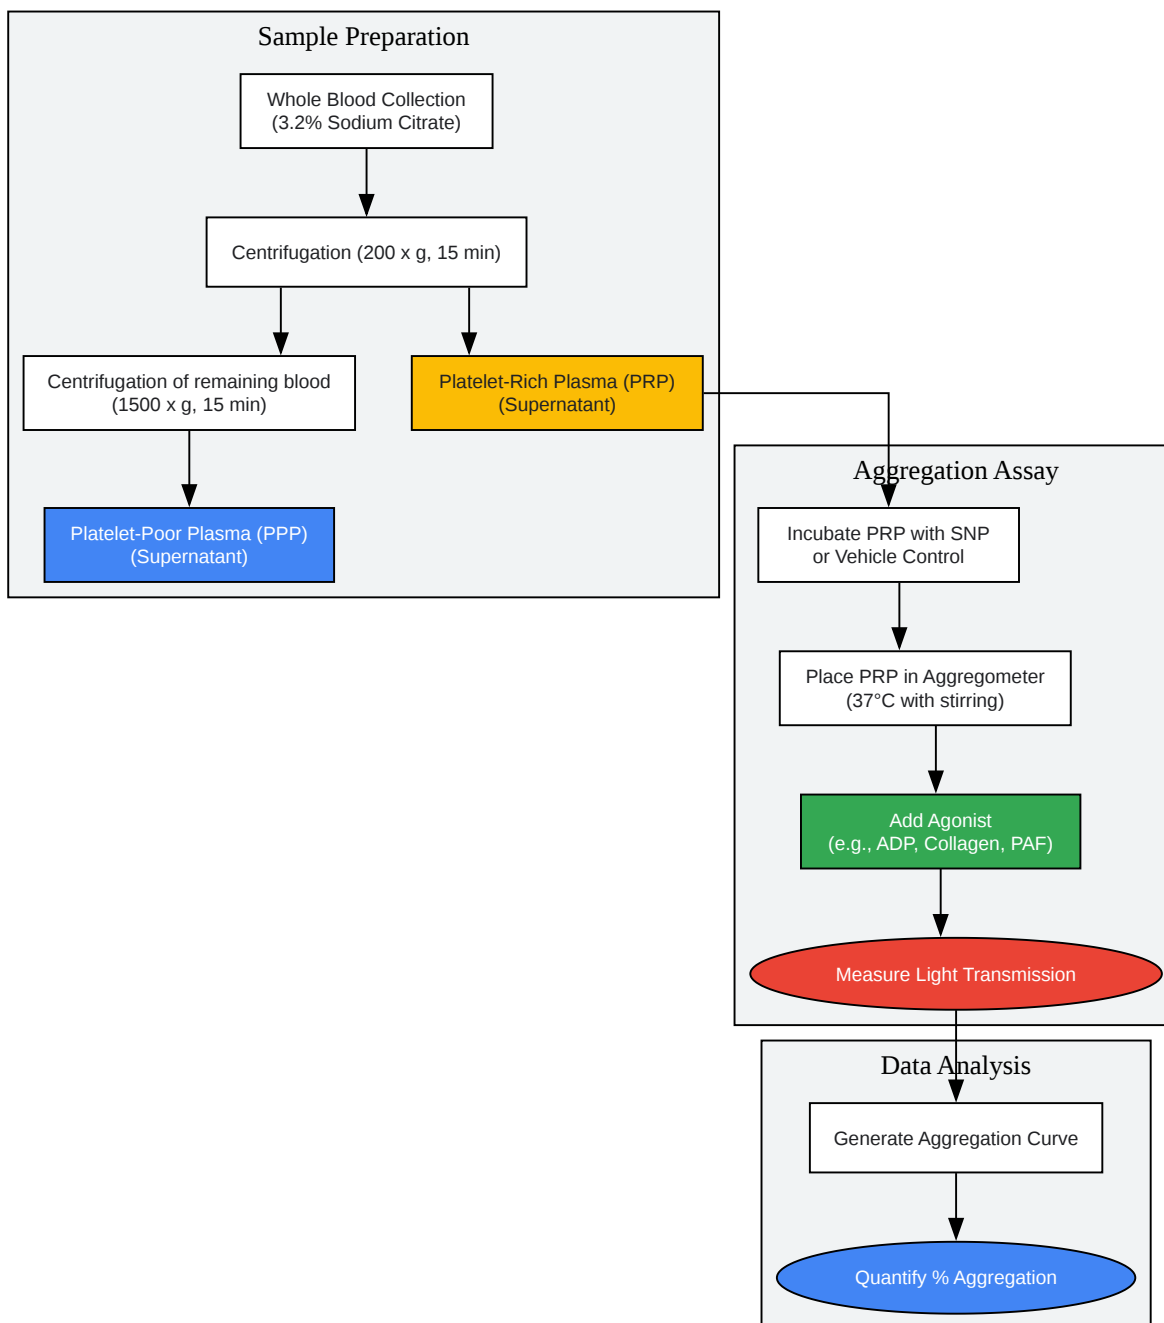 Sample Preparation
Whole Blood Collection
(3.2% Sodium Citrate)
Centrifugation (200 x g, 15 min)
Centrifugation of remaining blood
(1500 x g, 15 min)
Platelet-Rich Plasma (PRP)
(Supernatant)
Platelet-Poor Plasma (PPP)
(Supernatant)
Aggregation Assay
Incubate PRP with SNP
or Vehicle Control
Place PRP in Aggregometer
(37°C with stirring)
Add Agonist
(e.g., ADP, Collagen, PAF)
Measure Light Transmission
Data Analysis
Generate Aggregation Curve
Quantify % Aggregation